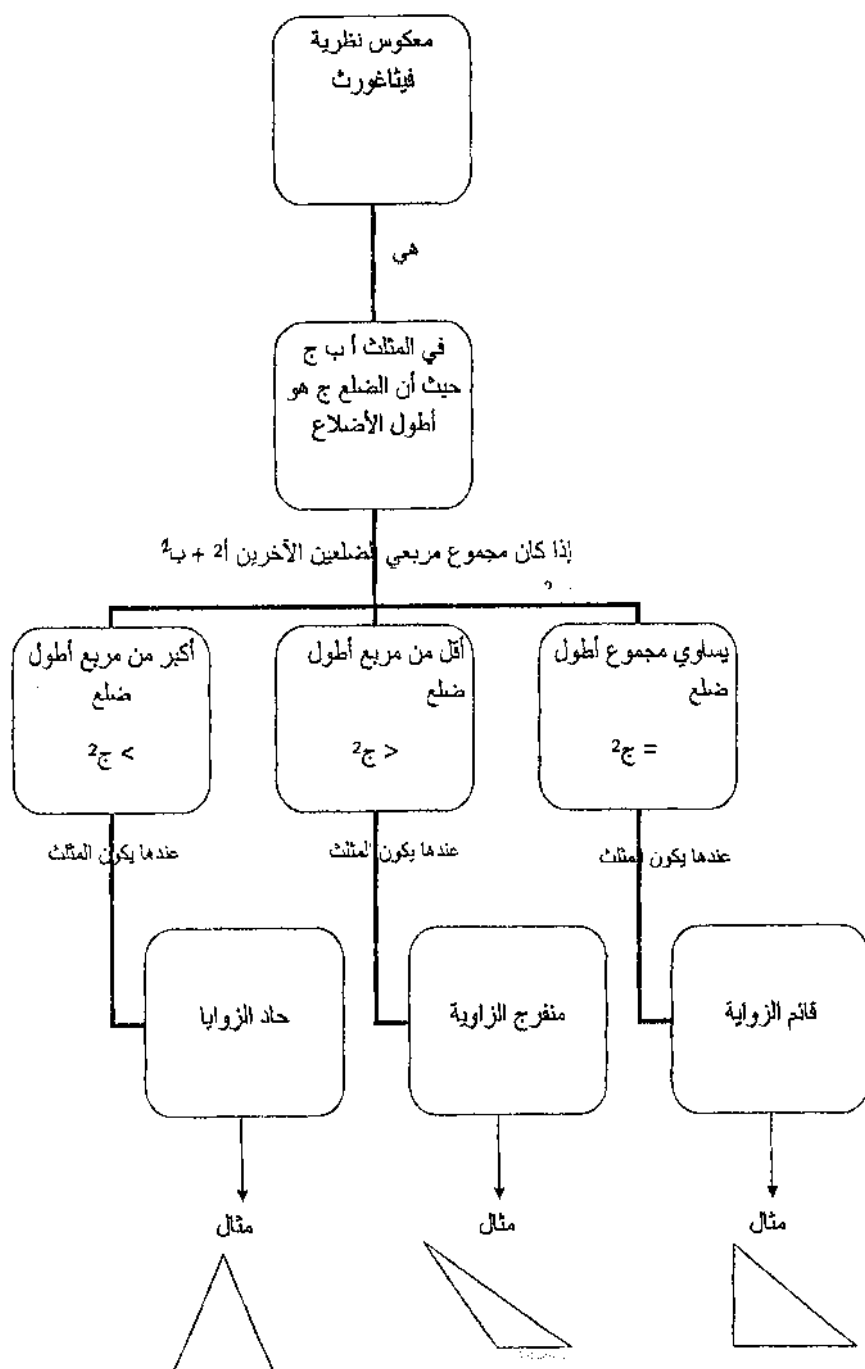 معكوس نظرية
فيثاغورث
هي
في المثلث أ ب ج
حيث أن الضلع ج هو
أطول الأضلاع
إذا كان مجموع مربعي الضلعين الآخرين أ² + ب²
يساوي مجموع أطول
ضلع
= ج²
أقل من مربع أطول
ضلع
> ج²
أكبر من مربع أطول
ضلع
< ج²
عندها يكون المثلث
عندها يكون المثلث
عندها يكون المثلث
قائم الزواية
منفرج الزاوية
حاد الزوايا
مثال
مثال
مثال